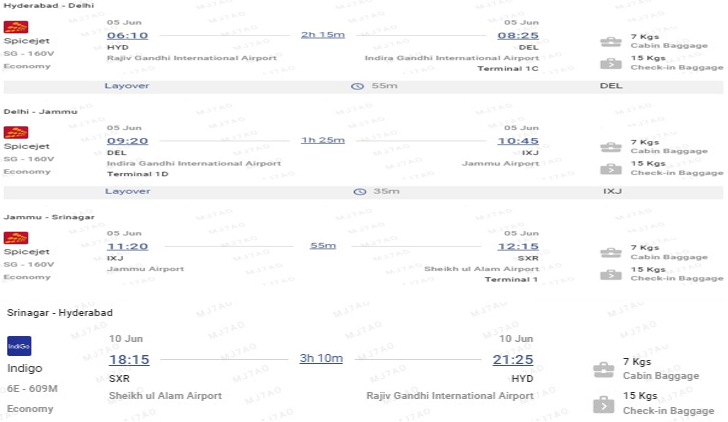 Hyderabad - Delhi
Spicejet
SG - 160V
Economy
05 Jun
06:10
HYD
Rajiv Gandhi International Airport
2h 15m
05 Jun
08:25
DEL
Indira Gandhi International Airport
Terminal 1C
7 Kgs
Cabin Baggage
15 Kgs
Check-in Baggage
Layover 55m DEL
Delhi - Jammu
Spicejet
SG - 160V
Economy
05 Jun
09:20
DEL
Indira Gandhi International Airport
Terminal 1D
1h 25m
05 Jun
10:45
IXJ
Jammu Airport
7 Kgs
Cabin Baggage
15 Kgs
Check-in Baggage
Layover 35m IXJ
Jammu - Srinagar
Spicejet
SG - 160V
Economy
05 Jun
11:20
IXJ
Jammu Airport
55m
05 Jun
12:15
SXR
Sheikh ul Alam Airport
Terminal 1
7 Kgs
Cabin Baggage
15 Kgs
Check-in Baggage
Srinagar - Hyderabad
IndiGo
Indigo
6E - 609M
Economy
10 Jun
18:15
SXR
Sheikh ul Alam Airport
3h 10m
10 Jun
21:25
HYD
Rajiv Gandhi International Airport
7 Kgs
Cabin Baggage
15 Kgs
Check-in Baggage